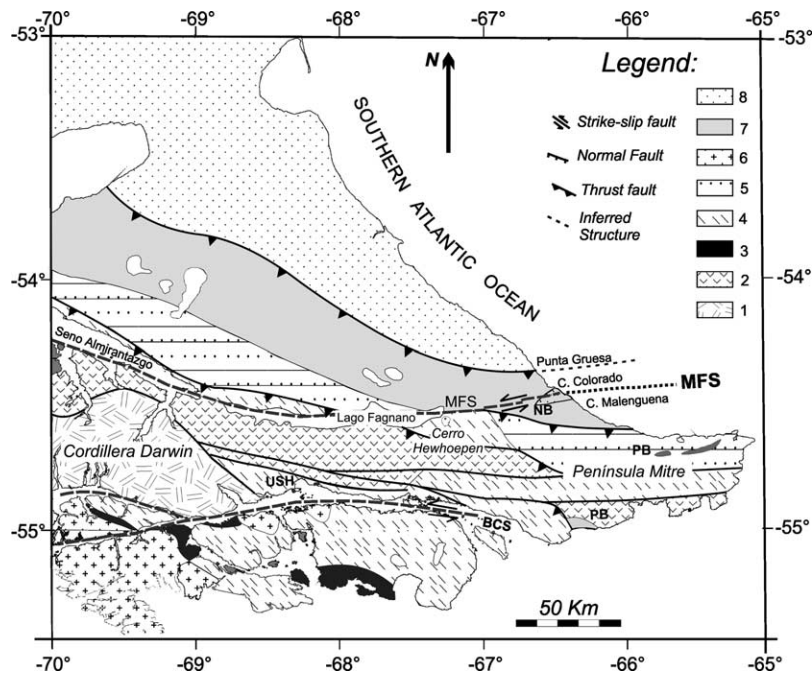 -70° -69° -68° -67° -66° -65°
-53° -53°
N
Legend:
8
7
Strike-slip fault
6
Normal Fault
5
Thrust fault
4
Inferred
Structure
3
2
1
SOUTHERN ATLANTIC OCEAN
-54° -54°
Seno Almirantazgo
Punta Gruesa
C. Colorado
MFS
MFS
NB
C. Malenguena
Lago Fagnano
Cerro
Hewhoepen
PB
Cordillera Darwin
Península Mitre
USH
PB
BCS
-55° -55°
50 Km
-70° -69° -68° -67° -66° -65°